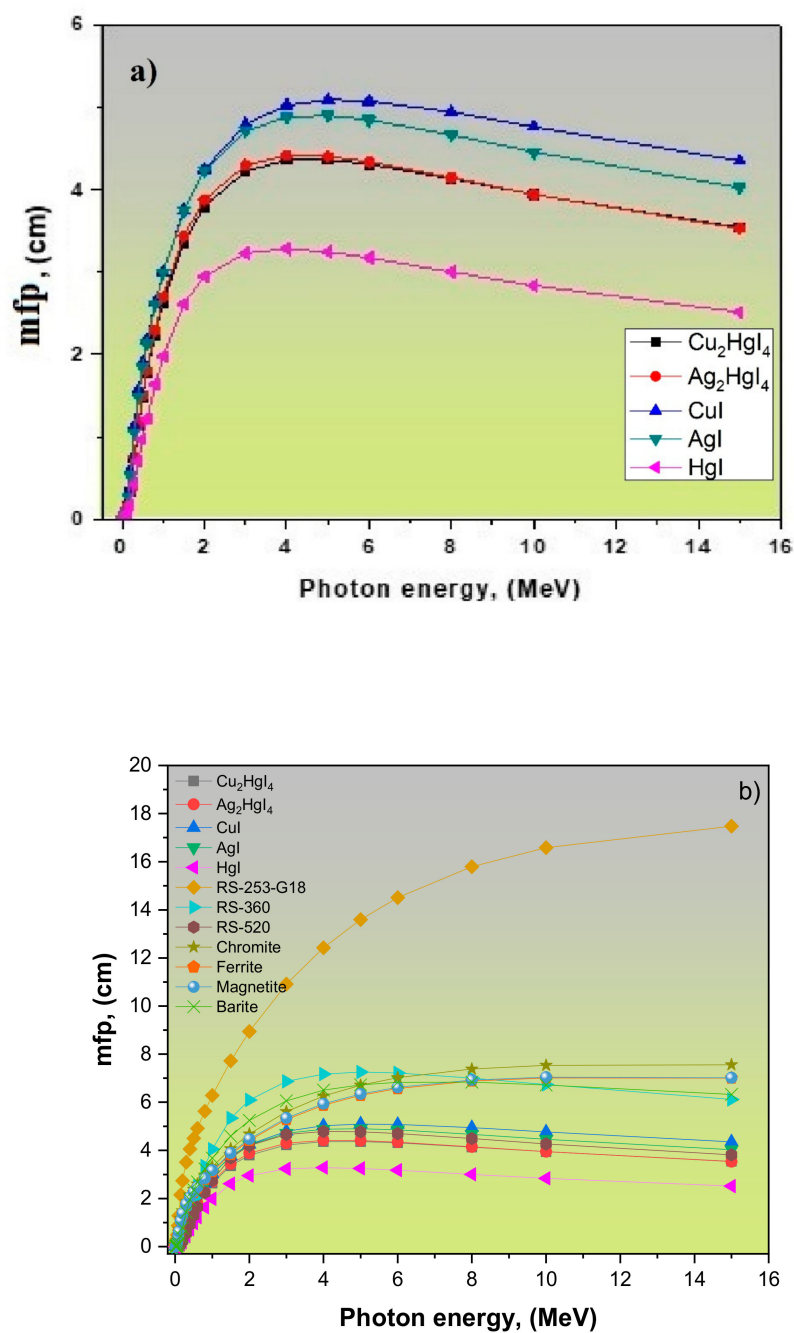 6
a)
4
2
0
mfp, (cm)
Cu₂HgI₄
Ag₂HgI₄
CuI
AgI
HgI
0 2 4 6 8 10 12 14 16
Photon energy, (MeV)
20
18
16
14
12
10
8
6
4
2
0
mfp, (cm)
b)
Cu₂HgI₄
Ag₂HgI₄
CuI
AgI
HgI
RS-253-G18
RS-360
RS-520
Chromite
Ferrite
Magnetite
Barite
0 2 4 6 8 10 12 14 16
Photon energy, (MeV)